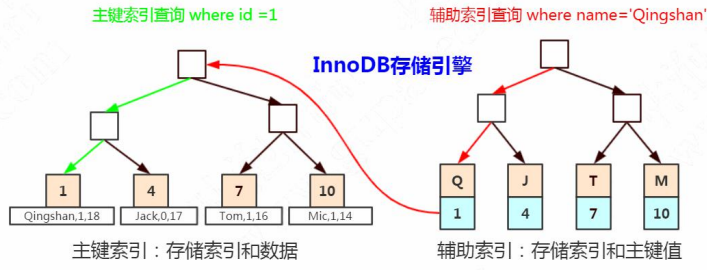 主键索引查询 where id =1
辅助索引查询 where name='Qingshan'
InnoDB存储引擎
1
4
7
10
Qingshan,1,18
Jack,0,17
Tom,1,16
Mic,1,14
Q
J
T
M
1
4
7
10
主键索引：存储索引和数据
辅助索引：存储索引和主键值